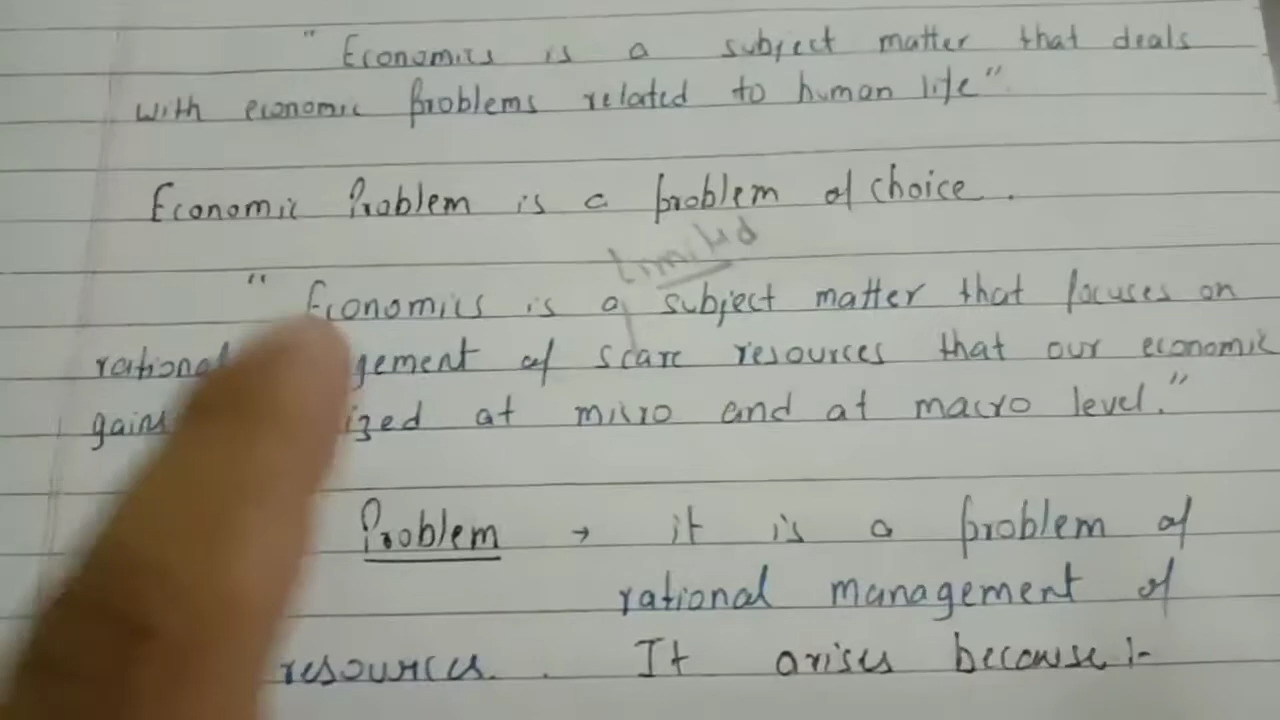 " Economics is a subject matter that deals
with economic problems related to human life"
Economic Problem is a problem of choice.
Limited
" Economics is a subject matter that focuses on
rational gement of scarc resources that our economic
gains ized at micro and at macro level."
Problem → it is a problem of
rational management of
resources. It arises because :-